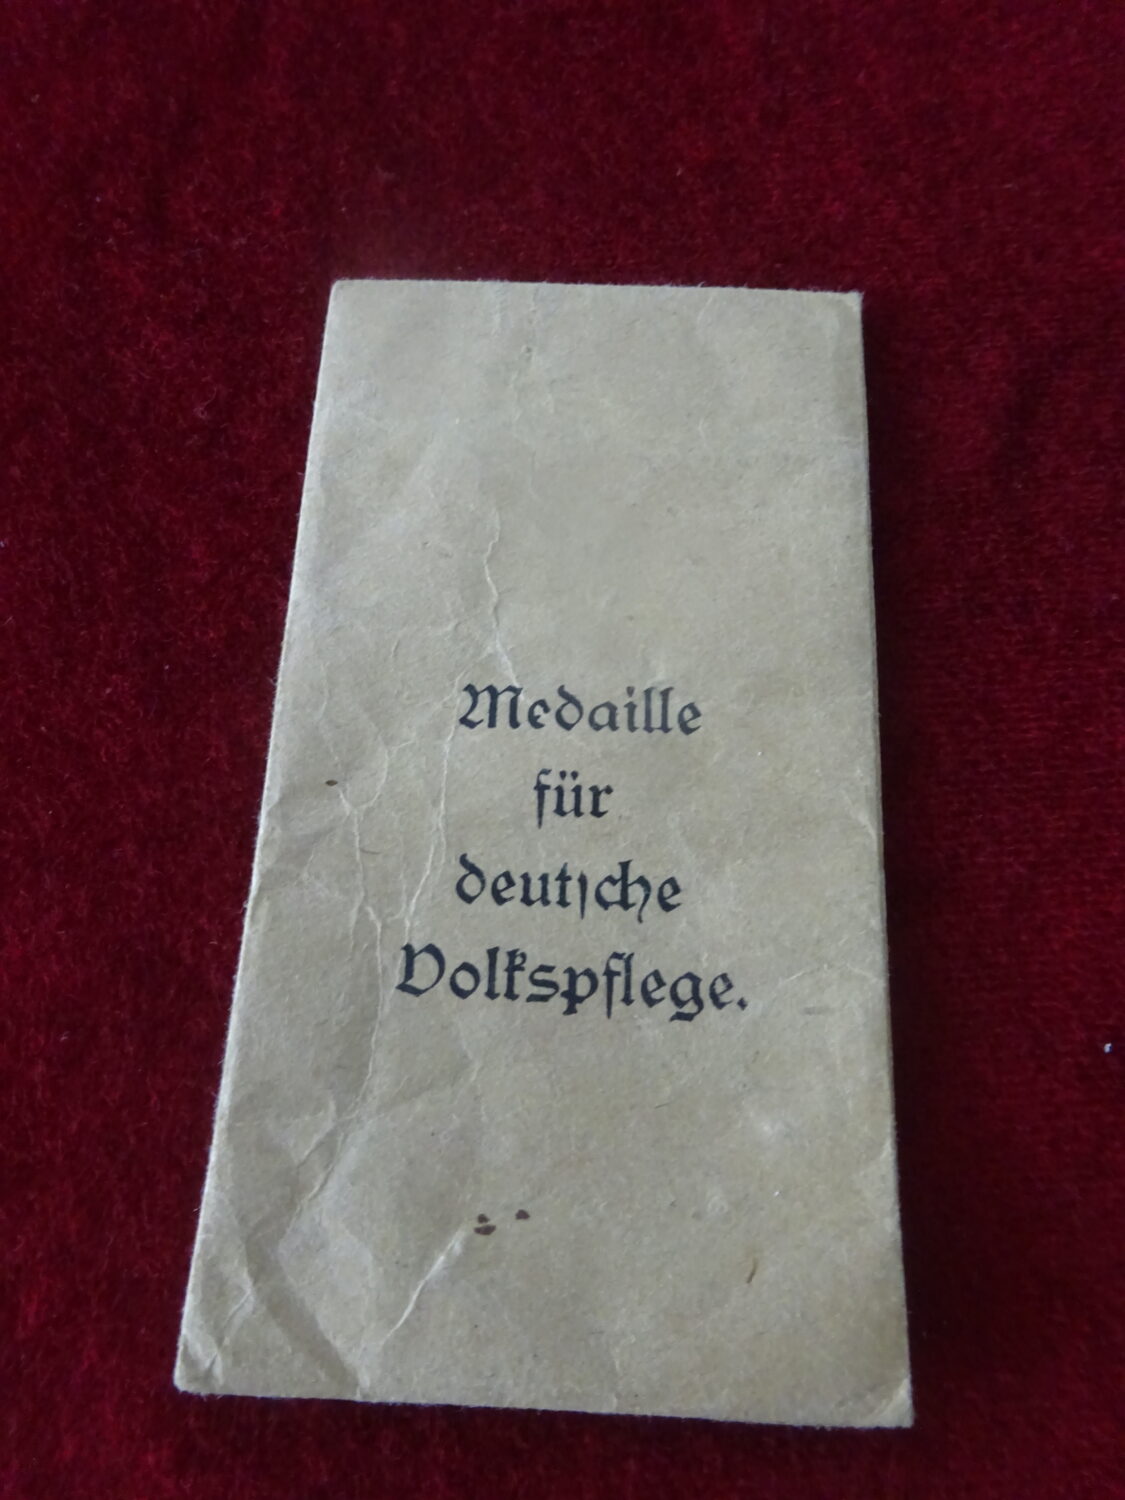 Medaille
für
deutsche
Volkspflege.